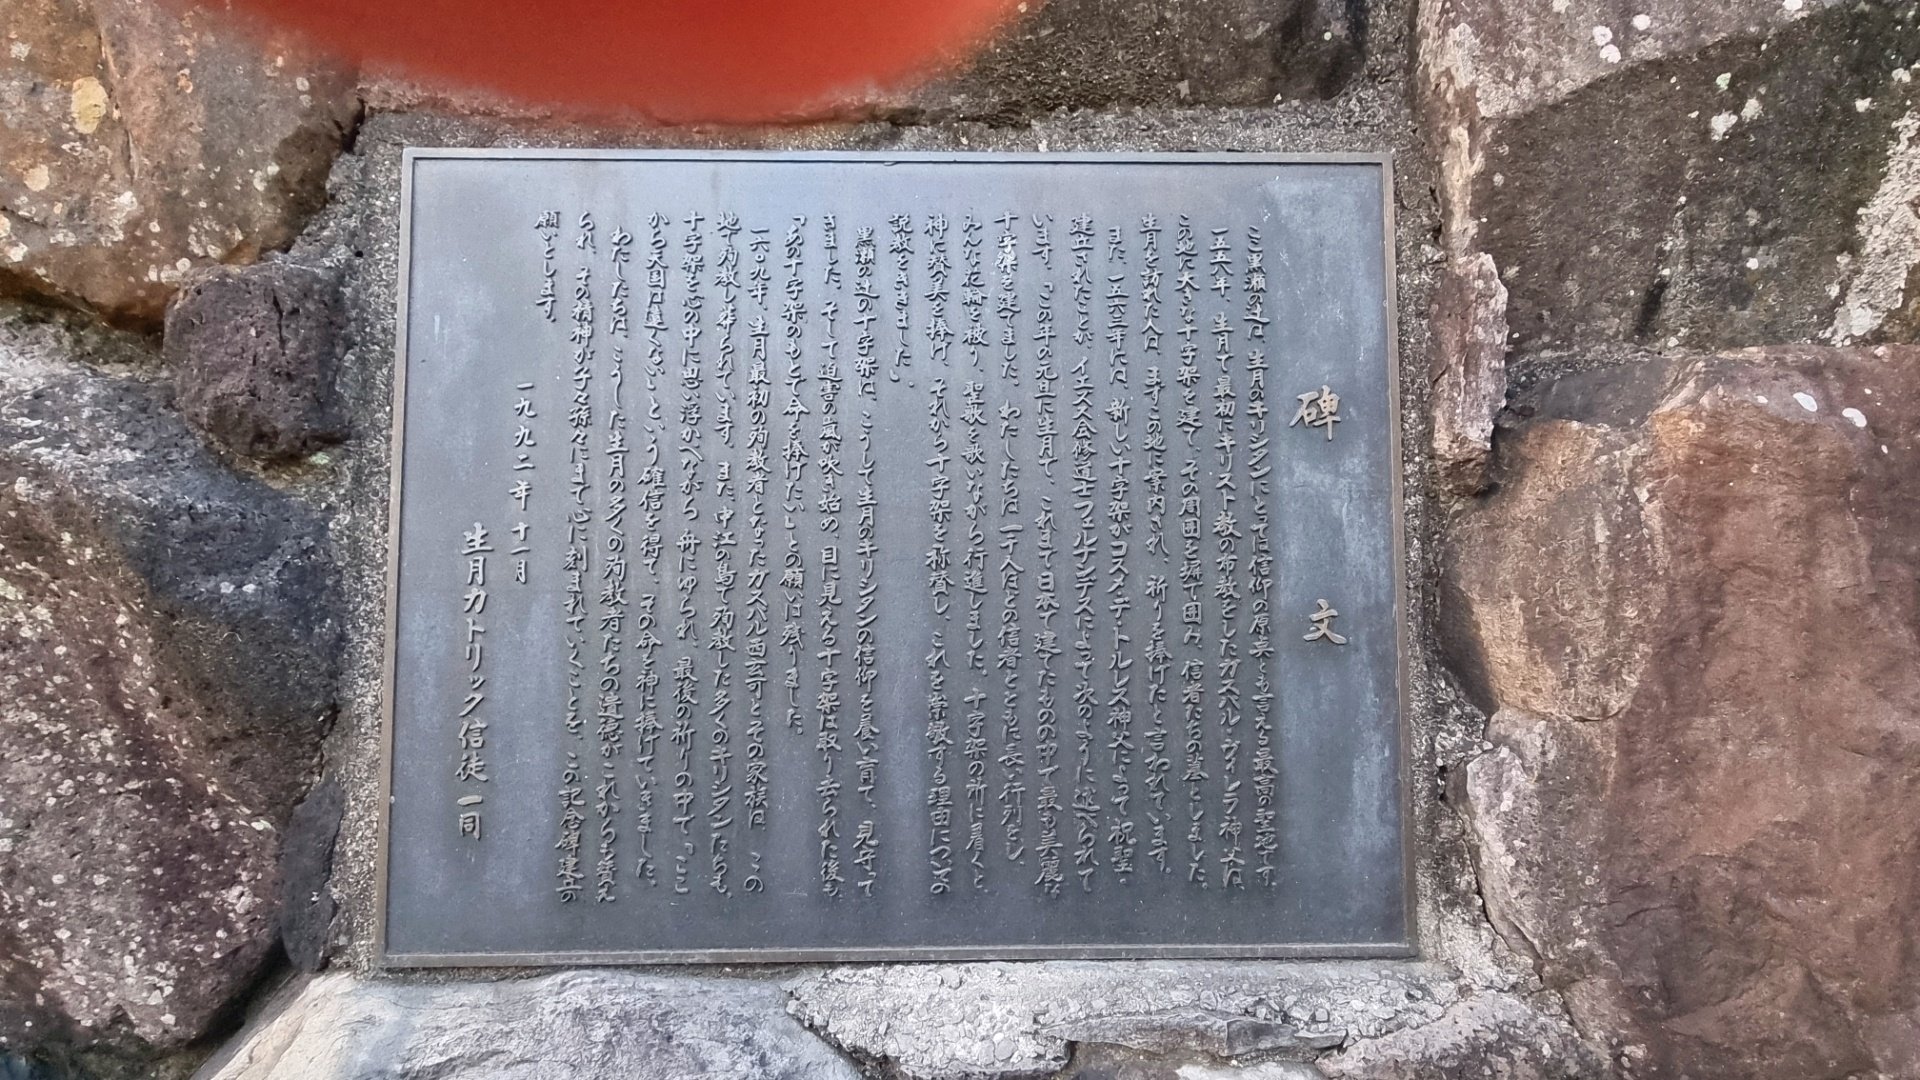 碑文
ここ黒瀬の辻は、生月のキリシタンにとっては信仰の原点とも言える最高の聖地です。
一五五八年、生月で最初にキリスト教の布教をしたガスパル・ヴィレラ神父は、
この地に大きな十字架を建て、その周囲を塀で囲み、信者たちの墓としました。
生月を訪れた人は、まずこの地に案内され、祈りを捧げたと言われています。
また、一五六三年には、新しい十字架がコスメ・デ・トルレス神父によって祝聖・
建立されたことが、イエズス会修道士フェルナンデスによって次のように述べられて
います。「この年の元旦に生月で、これまで日本で建てたものの中で最も美麗な
十字架を建てました。わたしたちは一千人ほどの信者とともに長い行列をし、
みんな花輪を被り、聖歌を歌いながら行進しました。十字架の所に着くと、
神に讃美を捧げ、それから十字架を称賛し、これを崇敬する理由についての
説教をききました」。
黒瀬の辻の十字架は、こうして生月のキリシタンの信仰を養い育て、見守って
きました。そして迫害の嵐が吹き始め、目に見える十字架は取り去られた後も、
「あの十字架のもとで命を捧げたい」との願いは残りました。
一六〇九年、生月最初の殉教者となったガスパル西玄可とその家族は、この
地で殉教し葬られています。また、中江の島で殉教した多くのキリシタンたちも、
十字架を心の中に思い浮かべながら舟にゆられ、最後の祈りの中で「ここ
から天国は遠くない」という確信を得て、その命を神に捧げていきました。
わたしたちは、こうした生月の多くの殉教者たちの遺徳がこれからも讃え
られ、その精神が子々孫々にまで心に刻まれていくことを、この記念碑建立の
願いとします。
一九九二年十一月
生月カトリック信徒一同